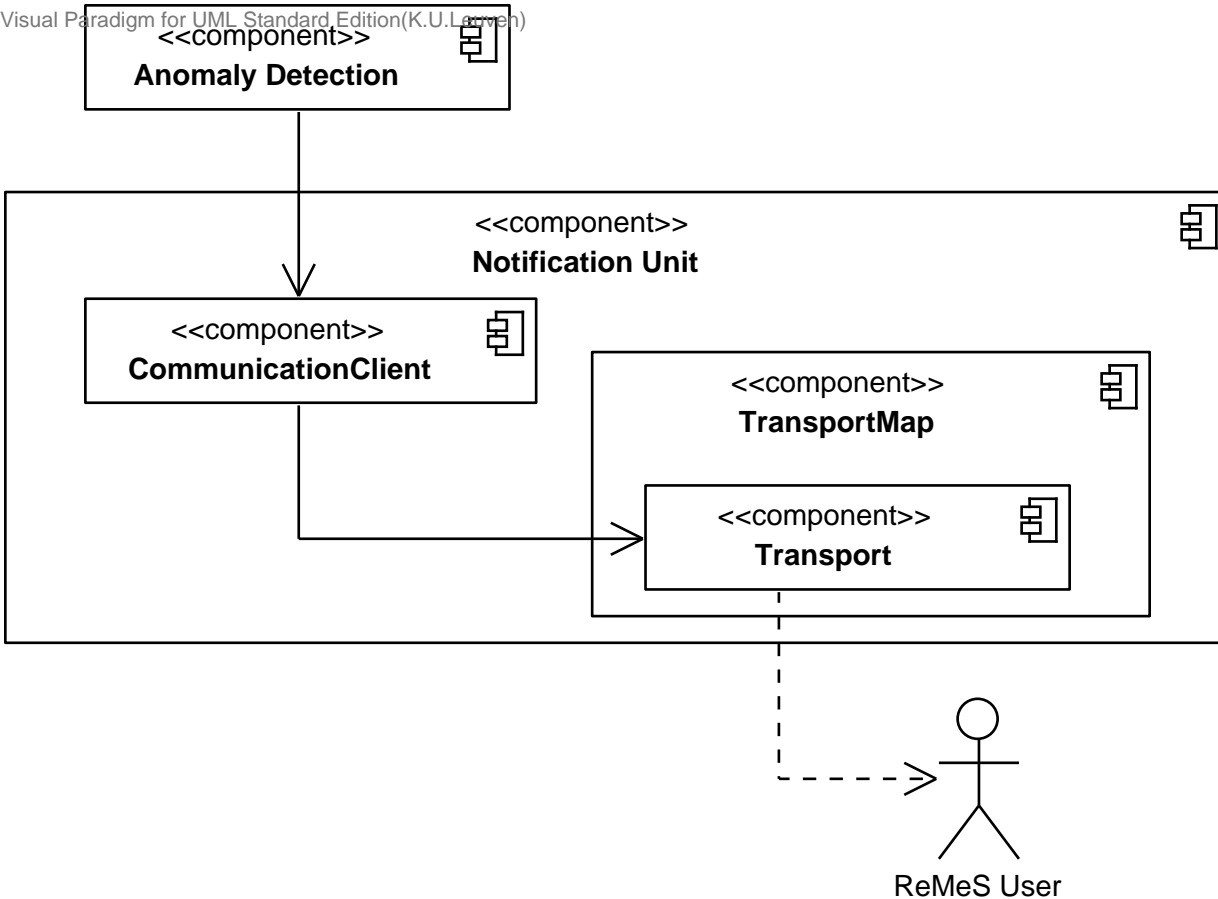 Visual Paradigm for UML Standard Edition(K.U.Leuven)
<<component>>
Anomaly Detection
<<component>>
Notification Unit
<<component>>
CommunicationClient
<<component>>
TransportMap
<<component>>
Transport
ReMeS User